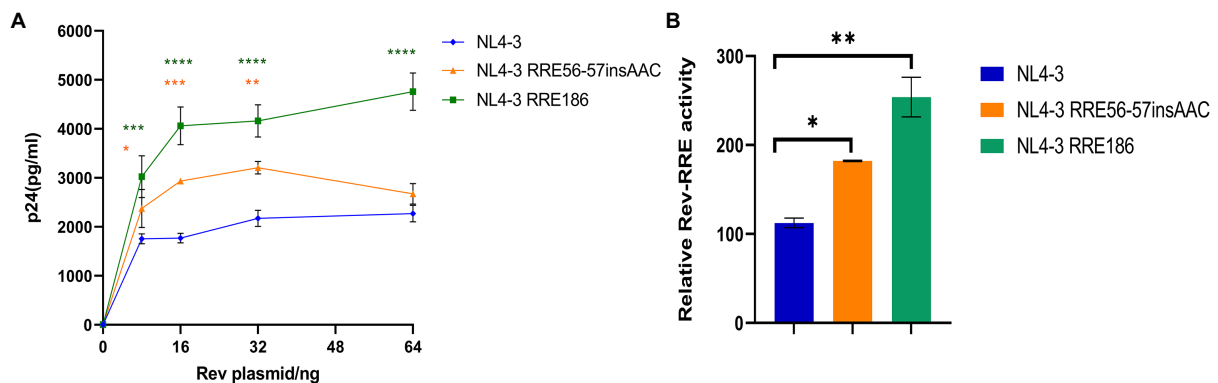 A
p24(pg/ml)
6000
5000
4000
3000
2000
1000
0
0 16 32 48 64
Rev plasmid/ng
*** * **** *** **** ** ****
NL4-3
NL4-3 RRE56-57insAAC
NL4-3 RRE186
B
Relative Rev-RRE activity
300
200
100
0
**
*
NL4-3
NL4-3 RRE56-57insAAC
NL4-3 RRE186